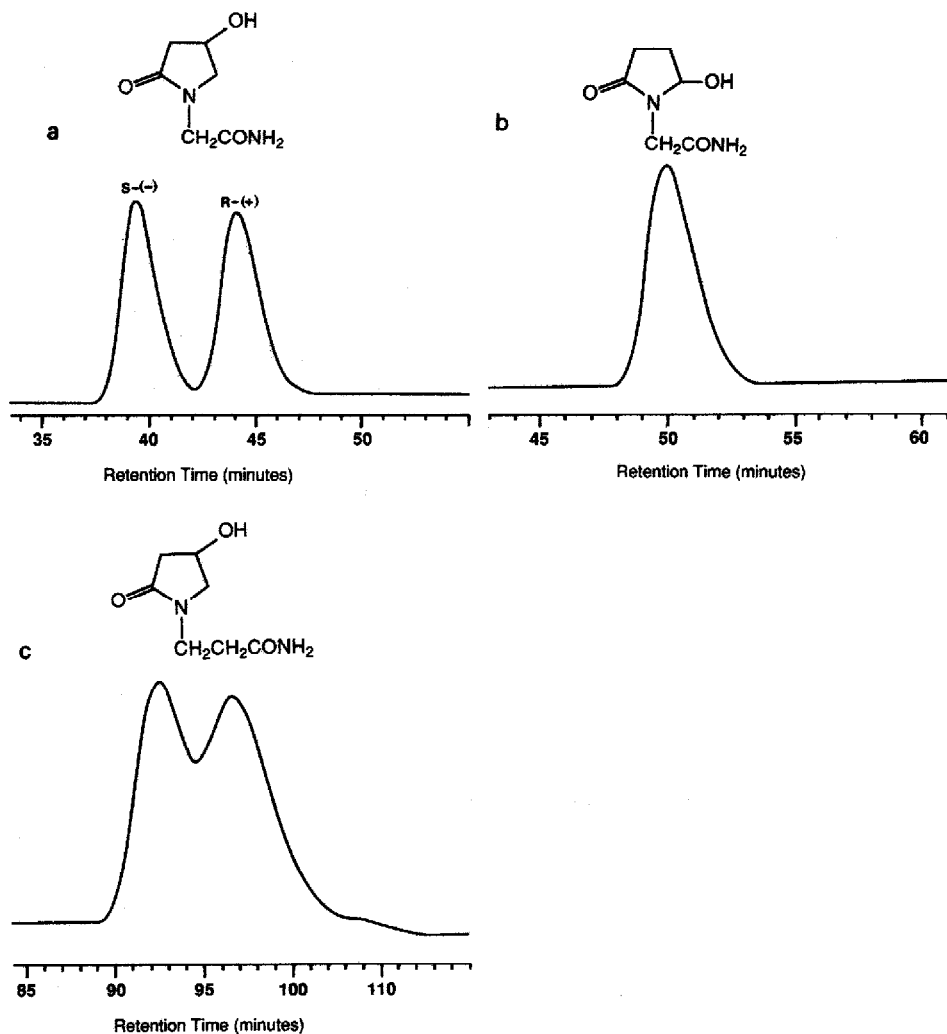 OH
O
N
a
CH₂CONH₂
S-(-)
R-(+)
35 40 45 50
Retention Time (minutes)
O
OH
N
b
CH₂CONH₂
45 50 55 60
Retention Time (minutes)
OH
O
N
c
CH₂CH₂CONH₂
85 90 95 100 110
Retention Time (minutes)